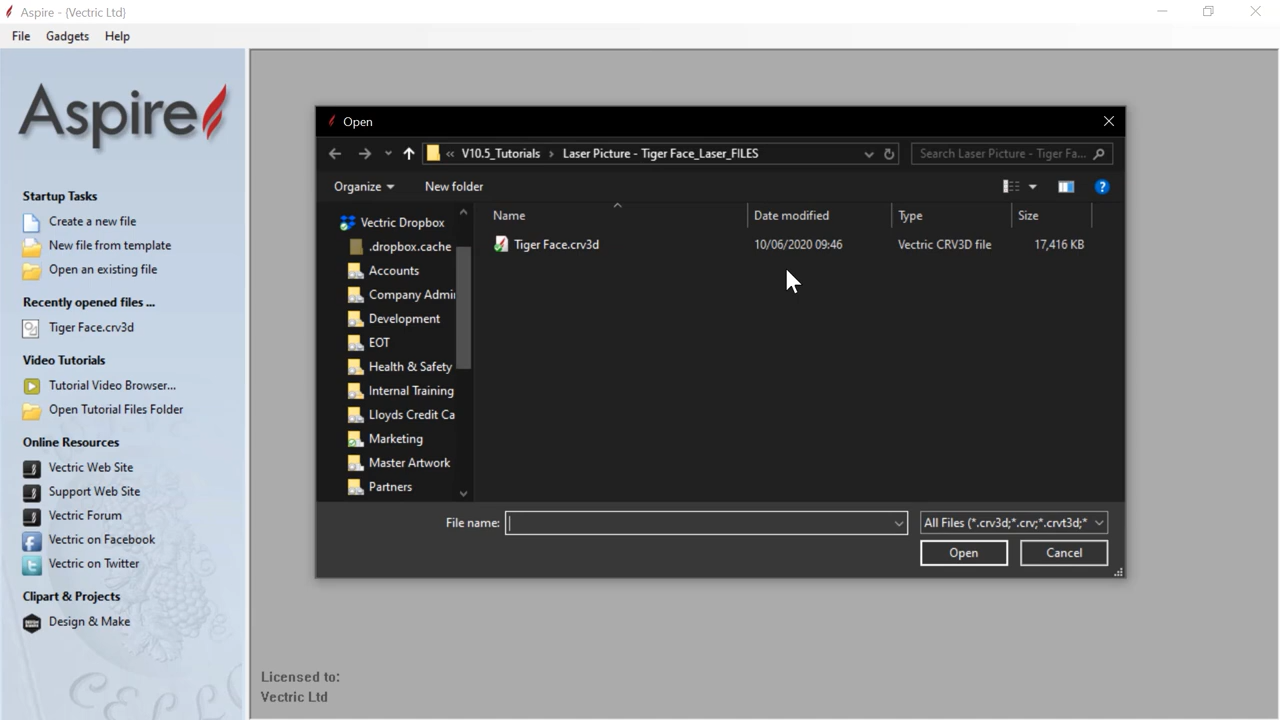 Aspire - {Vectric Ltd}
File Gadgets Help
Aspire
Startup Tasks
Create a new file
New file from template
Open an existing file
Recently opened files ...
Tiger Face.crv3d
Video Tutorials
Tutorial Video Browser...
Open Tutorial Files Folder
Online Resources
Vectric Web Site
Support Web Site
Vectric Forum
Vectric on Facebook
Vectric on Twitter
Clipart & Projects
Design & Make
Open
« V10.5_Tutorials › Laser Picture - Tiger Face_Laser_FILES
Search Laser Picture - Tiger Fa...
Organize New folder
Name Date modified Type Size
Tiger Face.crv3d 10/06/2020 09:46 Vectric CRV3D file 17,416 KB
Vectric Dropbox
.dropbox.cache
Accounts
Company Admi
Development
EOT
Health & Safety
Internal Training
Lloyds Credit Ca
Marketing
Master Artwork
Partners
File name:
All Files (*.crv3d;*.crv;*.crvt3d;*
Open Cancel
Licensed to:
Vectric Ltd